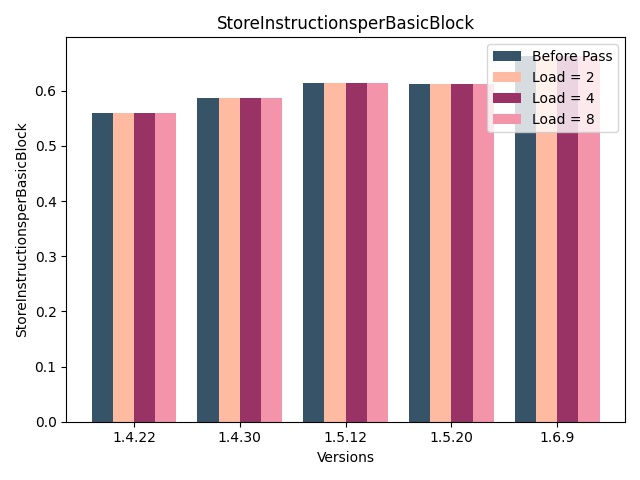 StoreInstructionsperBasicBlock
Before Pass
Load = 2
Load = 4
Load = 8
StoreInstructionsperBasicBlock
0.6
0.5
0.4
0.3
0.2
0.1
0.0
1.4.22 1.4.30 1.5.12 1.5.20 1.6.9
Versions